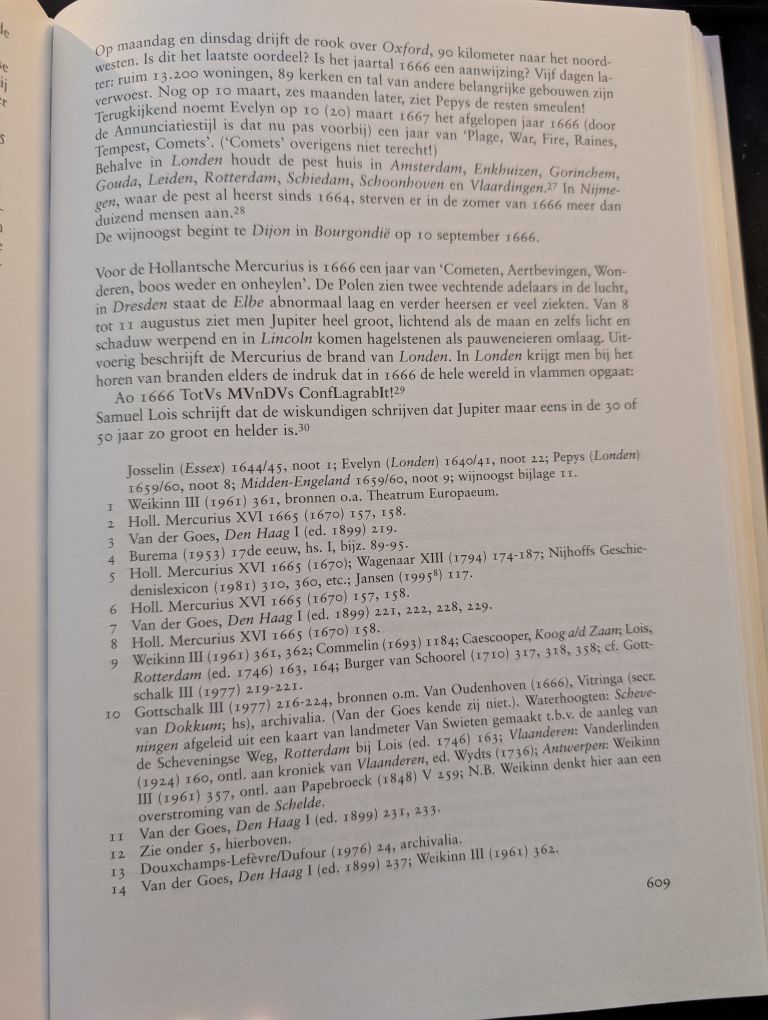 Op maandag en dinsdag drijft de rook over Oxford, 90 kilometer naar het noord-
westen. Is dit het laatste oordeel? Is het jaartal 1666 een aanwijzing? Vijf dagen la-
ter: ruim 13.200 woningen, 89 kerken en tal van andere belangrijke gebouwen zijn
verwoest. Nog op 10 maart, zes maanden later, ziet Pepys de resten smeulen!
Terugkijkend noemt Evelyn op 10 (20) maart 1667 het afgelopen jaar 1666 (door
de Annunciatiestijl is dat nu pas voorbij) een jaar van ‘Plage, War, Fire, Raines,
Tempest, Comets’. (‘Comets’ overigens niet terecht!)
Behalve in Londen houdt de pest huis in Amsterdam, Enkhuizen, Gorinchem,
Gouda, Leiden, Rotterdam, Schiedam, Schoonhoven en Vlaardingen.²⁷ In Nijme-
gen, waar de pest al heerst sinds 1664, sterven er in de zomer van 1666 meer dan
duizend mensen aan.²⁸
De wijnoogst begint te Dijon in Bourgondië op 10 september 1666.
Voor de Hollantsche Mercurius is 1666 een jaar van ‘Cometen, Aertbevingen, Won-
deren, boos weder en onheylen’. De Polen zien twee vechtende adelaars in de lucht,
in Dresden staat de Elbe abnormaal laag en verder heersen er veel ziekten. Van 8
tot 11 augustus ziet men Jupiter heel groot, lichtend als de maan en zelfs licht en
schaduw werpend en in Lincoln komen hagelstenen als pauweneieren omlaag. Uit-
voerig beschrijft de Mercurius de brand van Londen. In Londen krijgt men bij het
horen van branden elders de indruk dat in 1666 de hele wereld in vlammen opgaat:
Ao 1666 TotVs MVnDVs ConfLagrabIt!²⁹
Samuel Lois schrijft dat de wiskundigen schrijven dat Jupiter maar eens in de 30 of
50 jaar zo groot en helder is.³⁰
Josselin (Essex) 1644/45, noot 1; Evelyn (Londen) 1640/41, noot 22; Pepys (Londen)
1659/60, noot 8; Midden-Engeland 1659/60, noot 9; wijnoogst bijlage 11.
1 Weikinn III (1961) 361, bronnen o.a. Theatrum Europaeum.
2 Holl. Mercurius XVI 1665 (1670) 157, 158.
3 Van der Goes, Den Haag I (ed. 1899) 219.
4 Burema (1953) 17de eeuw, hs. I, bijz. 89-95.
5 Holl. Mercurius XVI 1665 (1670); Wagenaar XIII (1794) 174-187; Nijhoffs Geschie-
denislexicon (1981) 310, 360, etc.; Jansen (1995⁸) 117.
6 Holl. Mercurius XVI 1665 (1670) 157, 158.
7 Van der Goes, Den Haag I (ed. 1899) 221, 222, 228, 229.
8 Holl. Mercurius XVI 1665 (1670) 158.
9 Weikinn III (1961) 361, 362; Commelin (1693) 1184; Caescooper, Koog a/d Zaan; Lois,
Rotterdam (ed. 1746) 163, 164; Burger van Schoorel (1710) 317, 318, 358; cf. Gott-
schalk III (1977) 219-221.
10 Gottschalk III (1977) 216-224, bronnen o.m. Van Oudenhoven (1666), Vitringa (secr.
van Dokkum; hs), archivalia. (Van der Goes kende zij niet.). Waterhoogten: Scheve-
ningen afgeleid uit een kaart van landmeter Van Swieten gemaakt t.b.v. de aanleg van
de Scheveningse Weg, Rotterdam bij Lois (ed. 1746) 163; Vlaanderen: Vanderlinden
(1924) 160, ontl. aan kroniek van Vlaanderen, ed. Wydts (1736); Antwerpen: Weikinn
III (1961) 357, ontl. aan Papebroeck (1848) V 259; N.B. Weikinn denkt hier aan een
overstroming van de Schelde.
11 Van der Goes, Den Haag I (ed. 1899) 231, 233.
12 Zie onder 5, hierboven.
13 Douxchamps-Lefèvre/Dufour (1976) 24, archivalia.
14 Van der Goes, Den Haag I (ed. 1899) 237; Weikinn III (1961) 362.
609